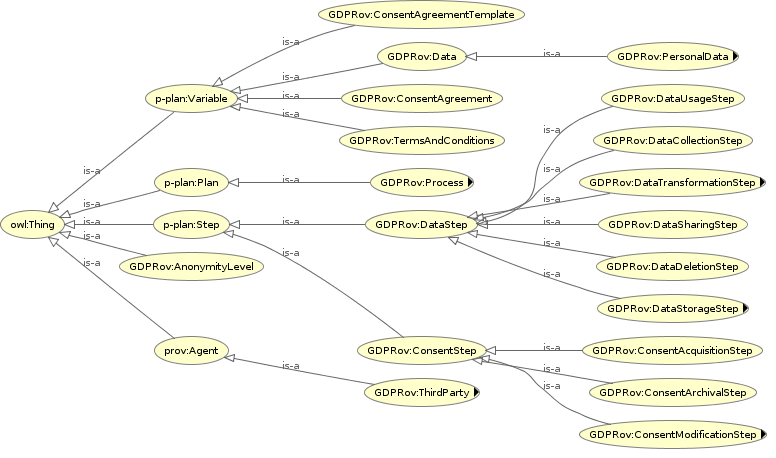 GDPRov:ConsentAgreementTemplate
is-a
GDPRov:Data
is-a
GDPRov:PersonalData
is-a
p-plan:Variable
is-a
GDPRov:ConsentAgreement
GDPRov:DataUsageStep
is-a
is-a
GDPRov:TermsAndConditions
GDPRov:DataCollectionStep
is-a
is-a
p-plan:Plan
is-a
GDPRov:Process
GDPRov:DataTransformationStep
is-a
owl:Thing
is-a
p-plan:Step
is-a
GDPRov:DataStep
is-a
GDPRov:DataSharingStep
is-a
is-a
is-a
GDPRov:AnonymityLevel
GDPRov:DataDeletionStep
is-a
is-a
GDPRov:DataStorageStep
prov:Agent
GDPRov:ConsentStep
is-a
GDPRov:ConsentAcquisitionStep
is-a
is-a
GDPRov:ThirdParty
is-a
GDPRov:ConsentArchivalStep
GDPRov:ConsentModificationStep